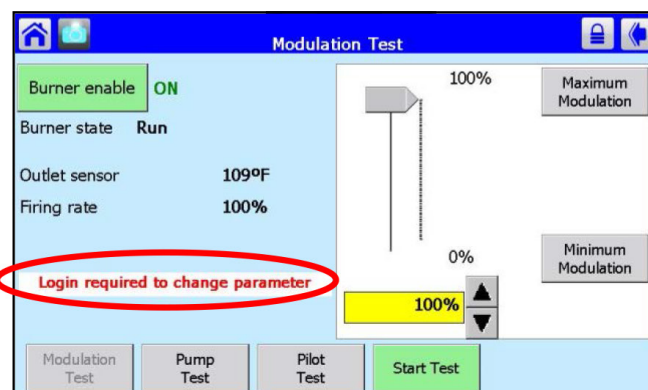 Modulation Test
Burner enable ON
Burner state Run
Outlet sensor 109ºF
Firing rate 100%
Login required to change parameter
100%
0%
100%
Maximum
Modulation
Minimum
Modulation
Modulation
Test
Pump
Test
Pilot
Test
Start Test